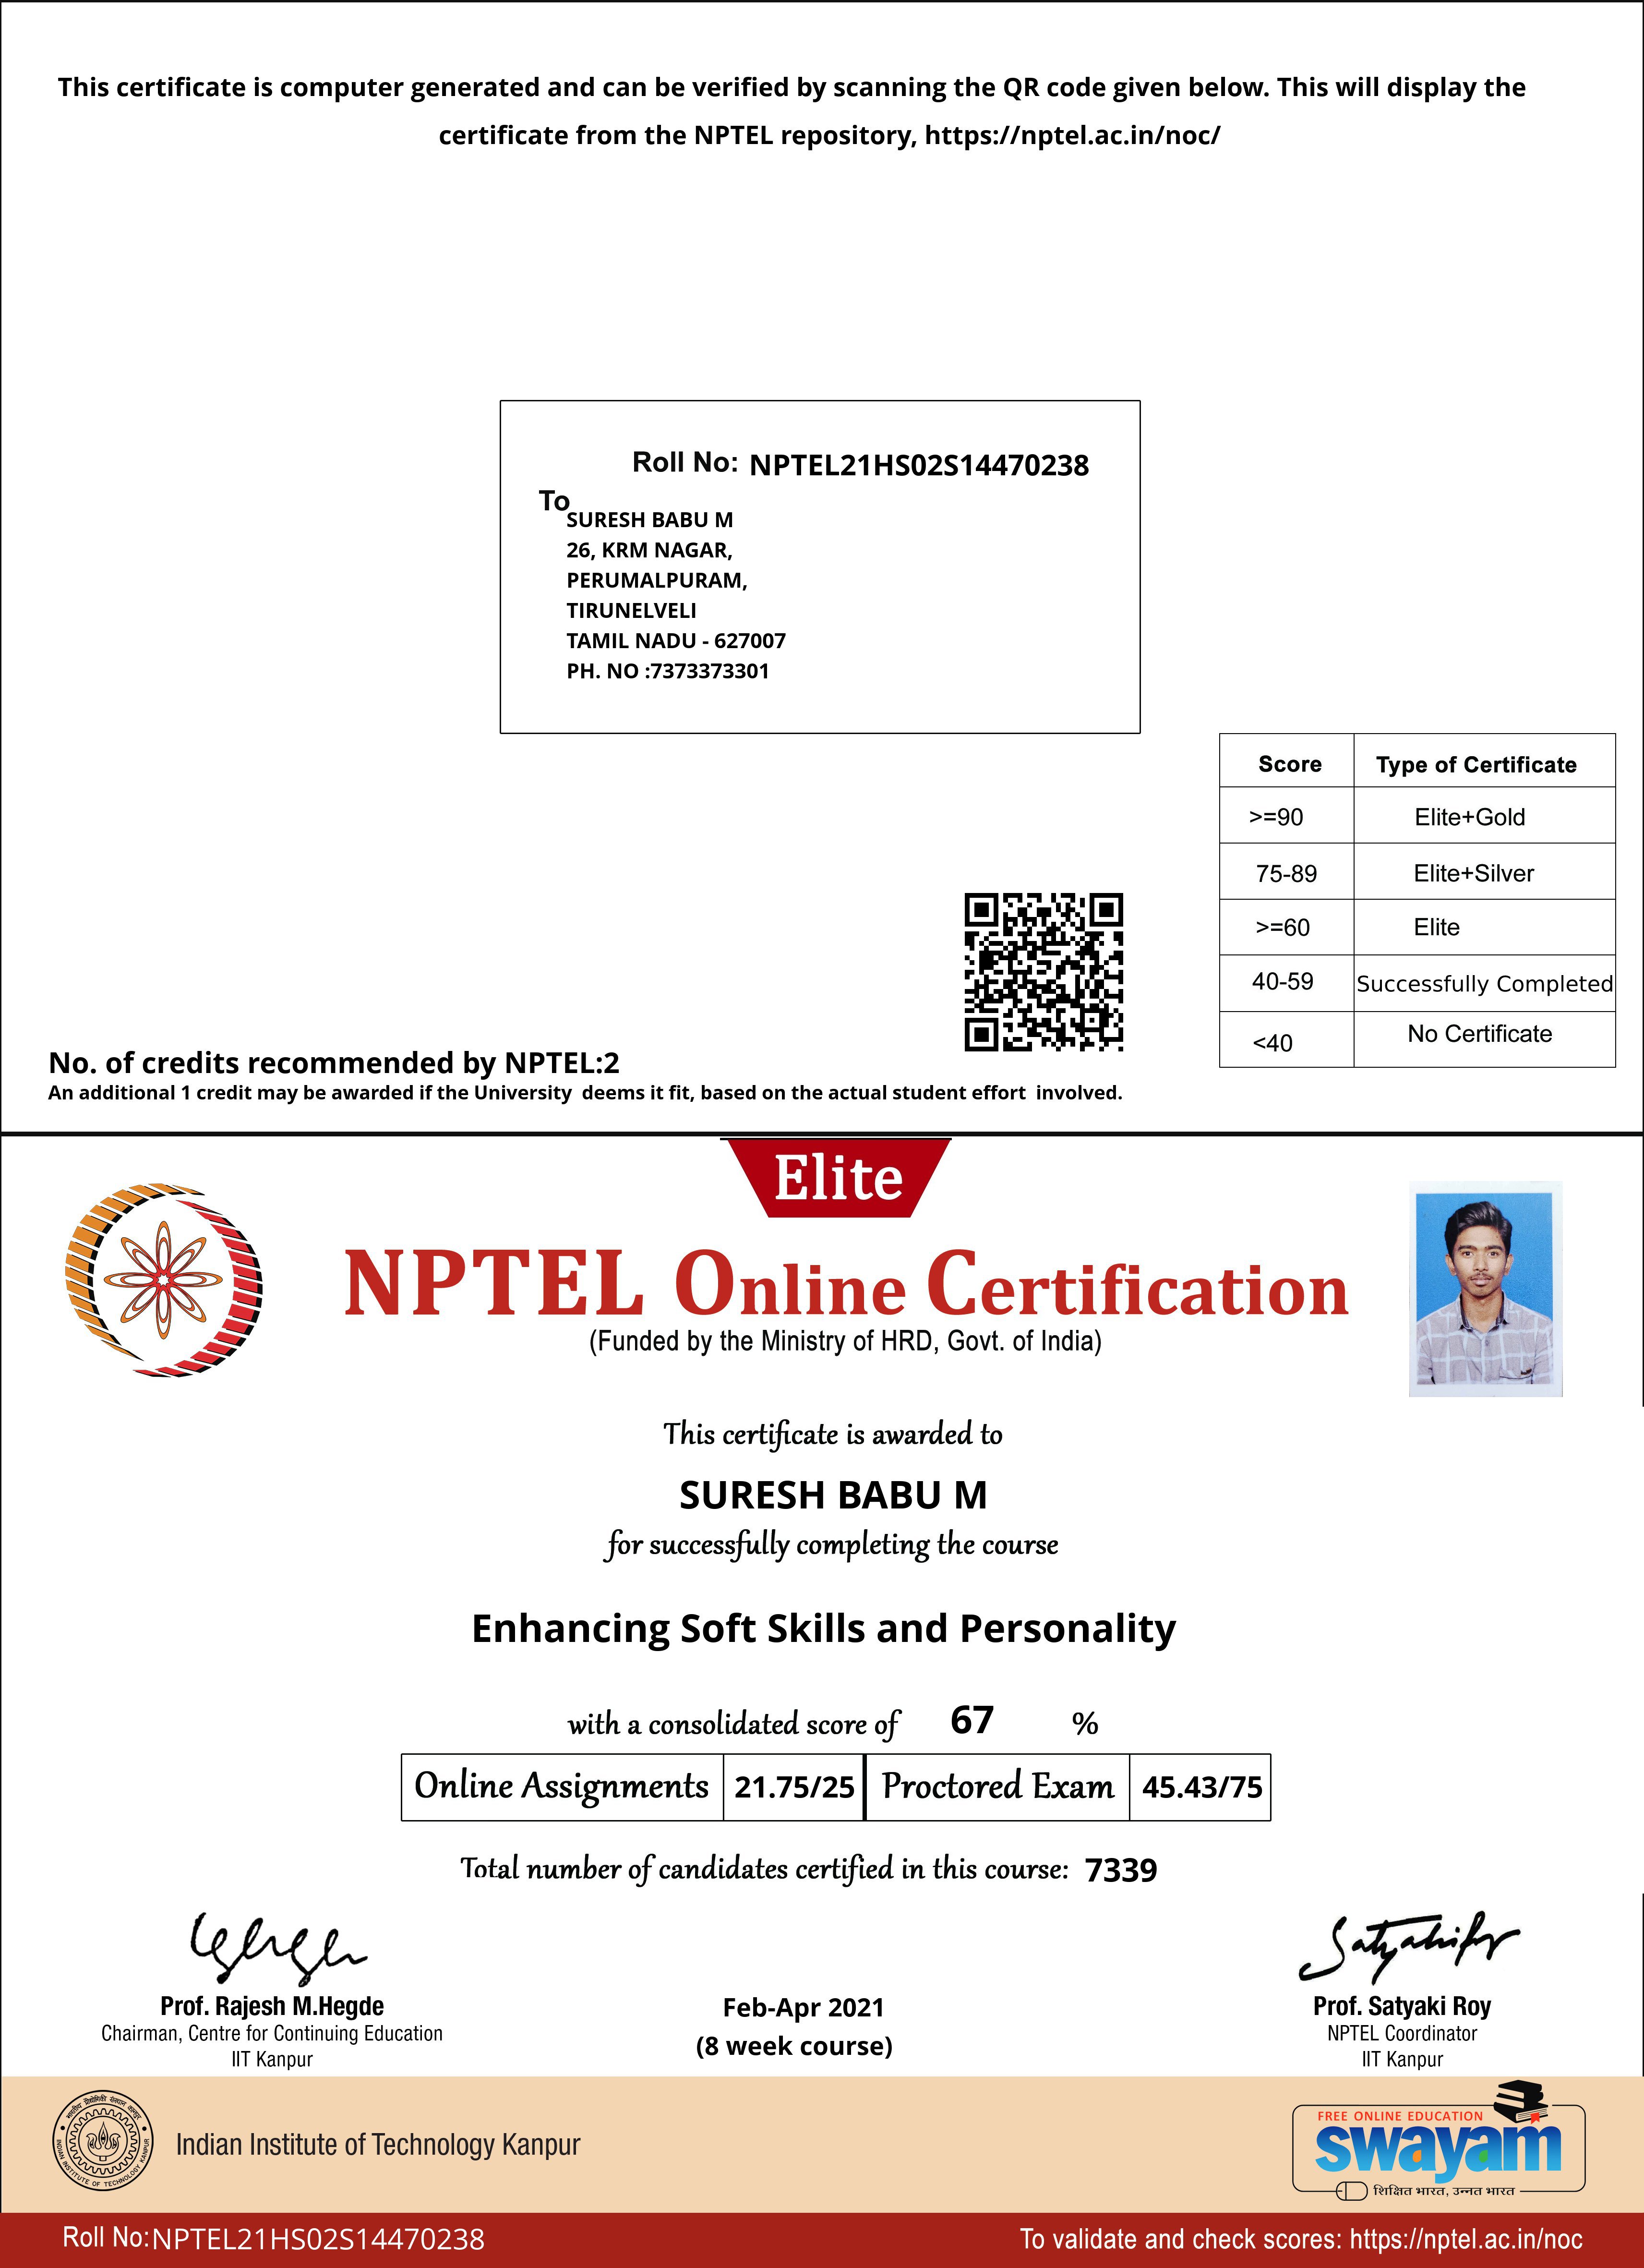 This certificate is computer generated and can be verified by scanning the QR code given below. This will display the
certificate from the NPTEL repository, https://nptel.ac.in/noc/
Roll No: NPTEL21HS02S14470238
To
SURESH BABU M
26, KRM NAGAR,
PERUMALPURAM,
TIRUNELVELI
TAMIL NADU - 627007
PH. NO :7373373301
Score Type of Certificate
>=90 Elite+Gold
75-89 Elite+Silver
>=60 Elite
40-59 Successfully Completed
<40 No Certificate
No. of credits recommended by NPTEL:2
An additional 1 credit may be awarded if the University deems it fit, based on the actual student effort involved.
Elite
NPTEL Online Certification
(Funded by the Ministry of HRD, Govt. of India)
This certificate is awarded to
SURESH BABU M
for successfully completing the course
Enhancing Soft Skills and Personality
with a consolidated score of 67 %
Online Assignments 21.75/25 Proctored Exam 45.43/75
Total number of candidates certified in this course: 7339
Prof. Rajesh M.Hegde
Chairman, Centre for Continuing Education
IIT Kanpur
Feb-Apr 2021
(8 week course)
Prof. Satyaki Roy
NPTEL Coordinator
IIT Kanpur
INDIAN INSTITUTE OF TECHNOLOGY KANPUR
Indian Institute of Technology Kanpur
FREE ONLINE EDUCATION
swayam
शिक्षित भारत, उन्नत भारत
Roll No:NPTEL21HS02S14470238
To validate and check scores: https://nptel.ac.in/noc